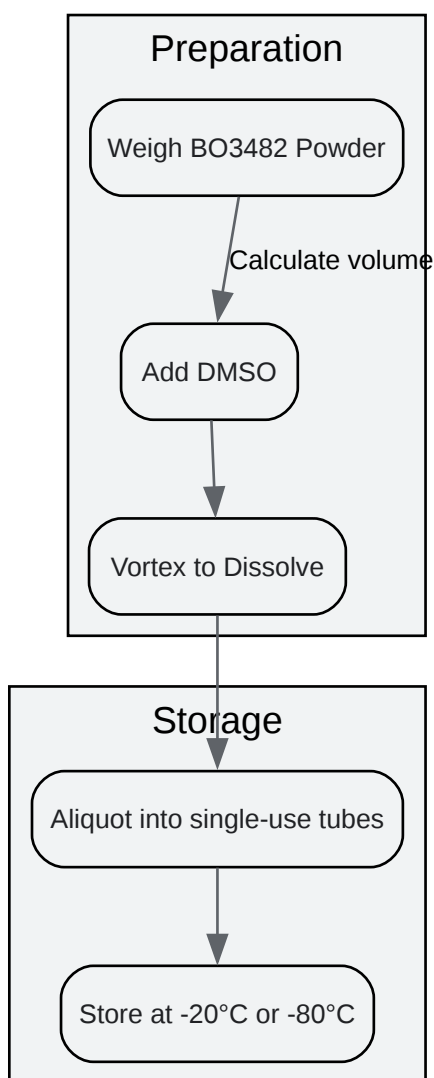 Preparation
Weigh BO3482 Powder
Calculate volume
Add DMSO
Vortex to Dissolve
Storage
Aliquot into single-use tubes
Store at -20°C or -80°C